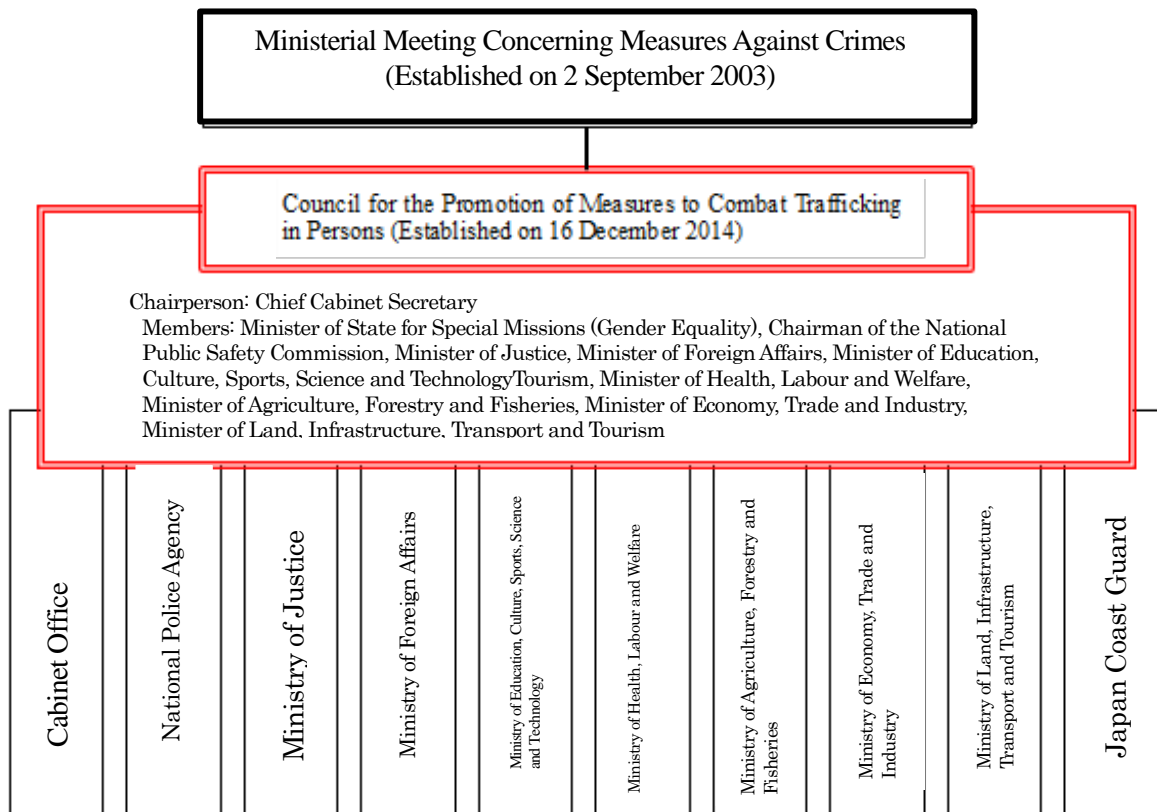 Ministerial Meeting Concerning Measures Against Crimes
(Established on 2 September 2003)
Council for the Promotion of Measures to Combat Trafficking
in Persons (Established on 16 December 2014)
Chairperson: Chief Cabinet Secretary
Members: Minister of State for Special Missions (Gender Equality), Chairman of the National
Public Safety Commission, Minister of Justice, Minister of Foreign Affairs, Minister of Education,
Culture, Sports, Science and TechnologyTourism, Minister of Health, Labour and Welfare,
Minister of Agriculture, Forestry and Fisheries, Minister of Economy, Trade and Industry,
Minister of Land, Infrastructure, Transport and Tourism
Cabinet Office
National Police Agency
Ministry of Justice
Ministry of Foreign Affairs
Ministry of Education, Culture, Sports, Science
and Technology
Ministry of Health, Labour and Welfare
Ministry of Agriculture, Forestry and
Fisheries
Ministry of Economy, Trade and
Industry
Ministry of Land, Infrastructure,
Transport and Tourism
Japan Coast Guard